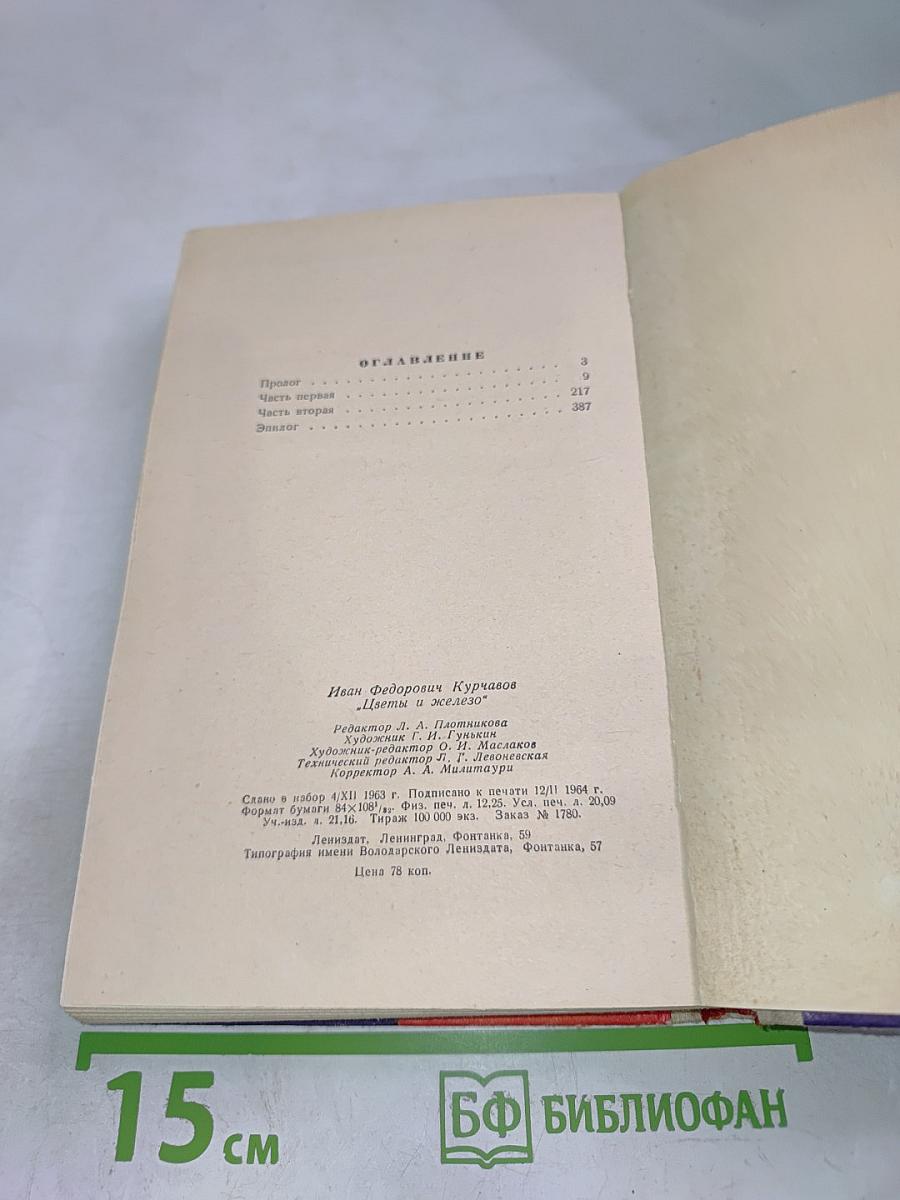 ОГЛАВЛЕНИЕ
Пролог . . . . . . . . . . . . . . . . . . . . 3
Часть первая . . . . . . . . . . . . . . . . . 9
Часть вторая . . . . . . . . . . . . . . . . . 217
Эпилог . . . . . . . . . . . . . . . . . . . . 387
Иван Федорович Курчавов
„Цветы и железо“
Редактор Л. А. Плотникова
Художник Г. И. Гунькин
Художник-редактор О. И. Маслаков
Технический редактор Л. Г. Левоневская
Корректор А. А. Милитаури
Сдано в набор 4/XII 1963 г. Подписано к печати 12/II 1964 г.
Формат бумаги 84×108¹/₃₂. Физ. печ. л. 12,25. Усл. печ. л. 20,09
Уч.-изд. л. 21,16. Тираж 100 000 экз. Заказ № 1780.
Лениздат, Ленинград, Фонтанка, 59
Типография имени Володарского Лениздата, Фонтанка, 57
Цена 78 коп.
15 см
БФ БИБЛИОФАН